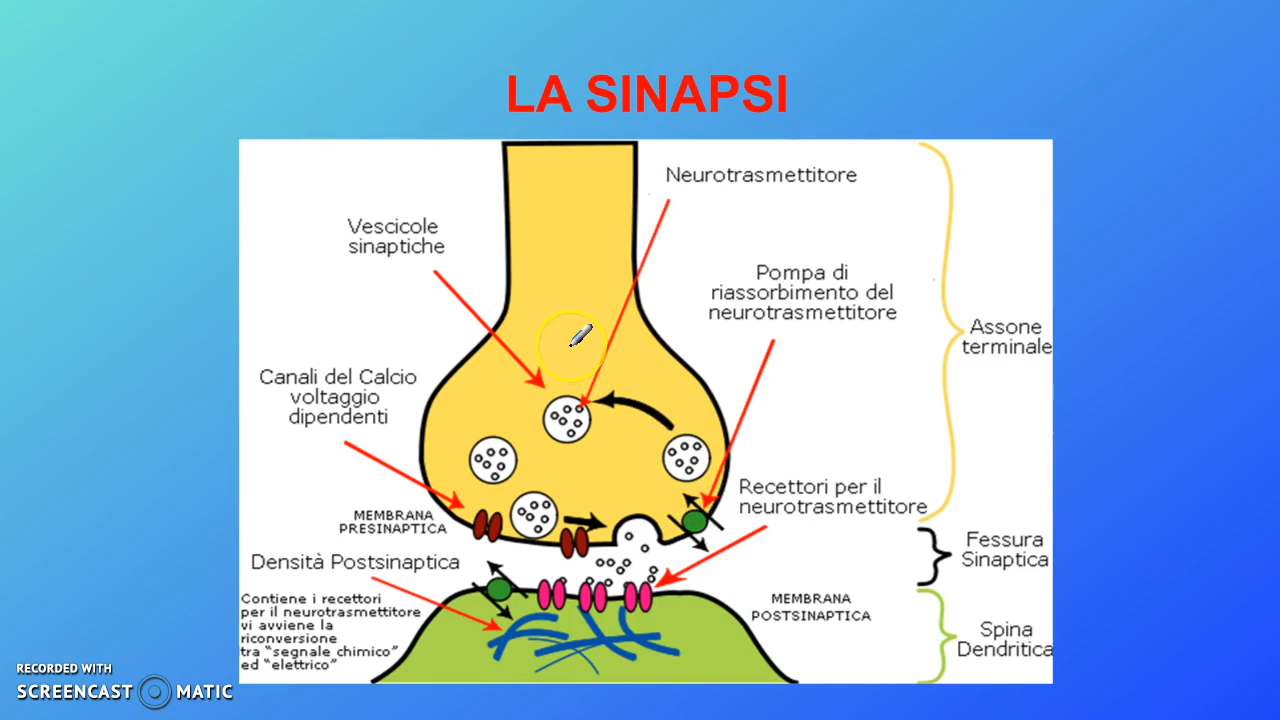 LA SINAPSI
Neurotrasmettitore
Vescicole
sinaptiche
Pompa di
riassorbimento del
neurotrasmettitore
Assone
terminale
Canali del Calcio
voltaggio
dipendenti
Recettori per il
neurotrasmettitore
MEMBRANA
PRESINAPTICA
Fessura
Sinaptica
Densità Postsinaptica
Contiene i recettori
per il neurotrasmettitore
vi avviene la
riconversione
tra "segnale chimico"
ed "elettrico"
MEMBRANA
POSTSINAPTICA
Spina
Dendritica
RECORDED WITH
SCREENCAST MATIC